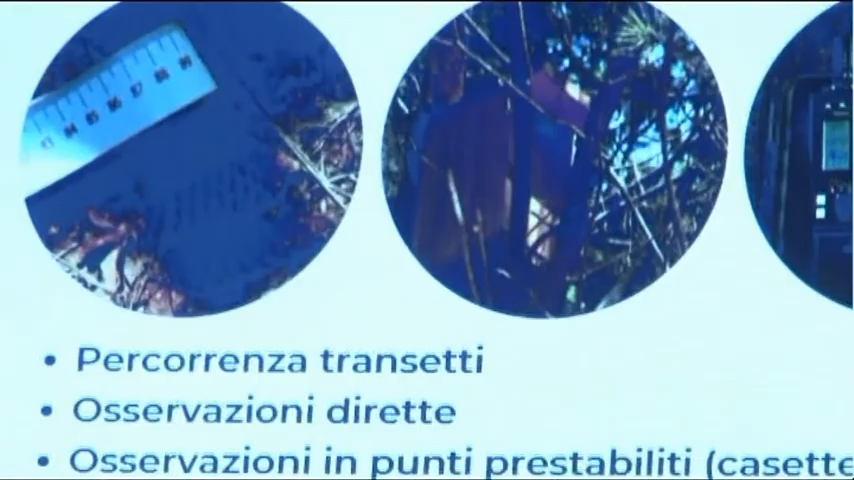 • Percorrenza transetti
• Osservazioni dirette
• Osservazioni in punti prestabiliti (casette